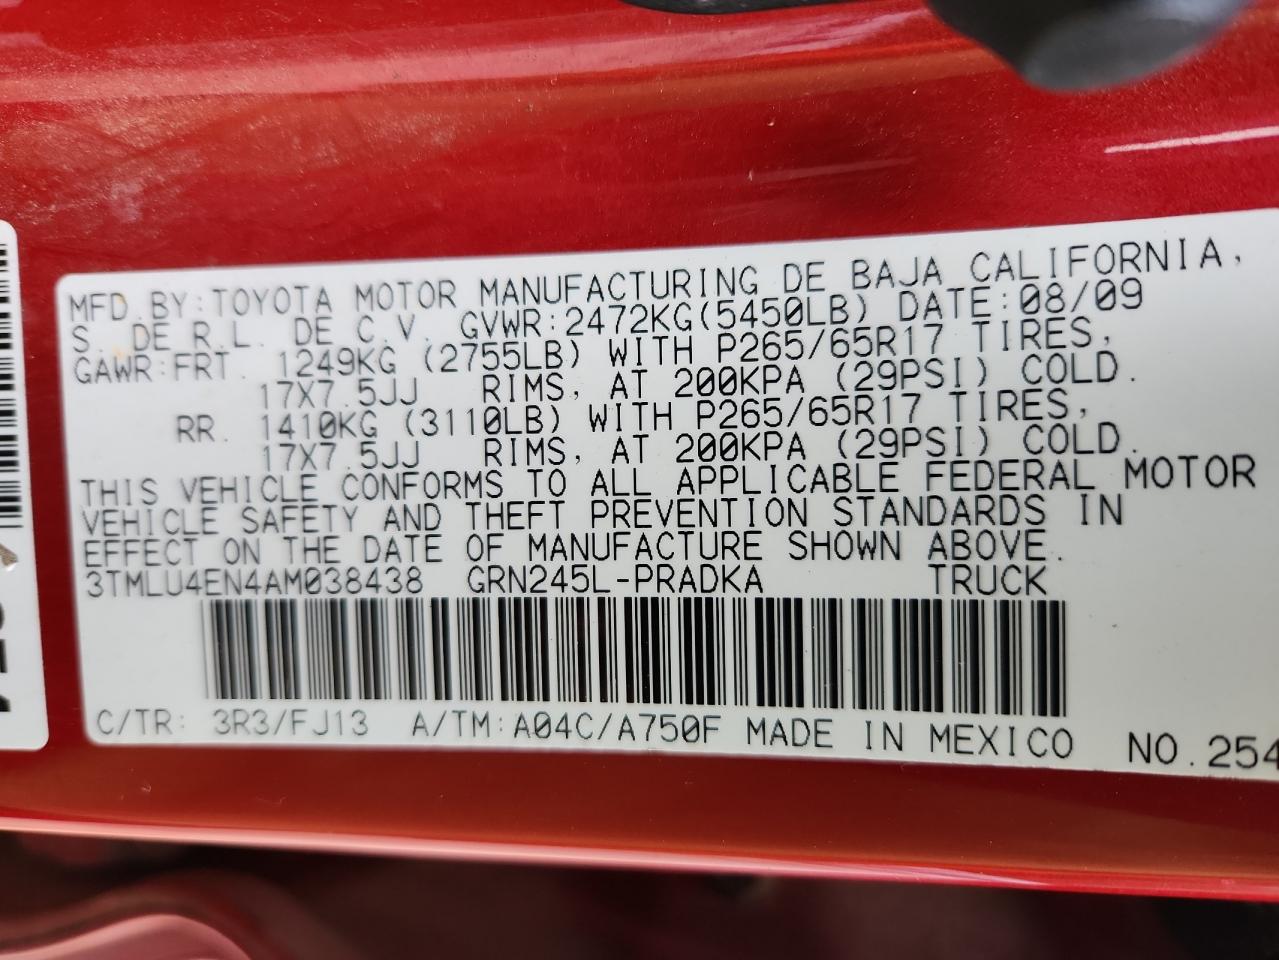 MFD.BY:TOYOTA MOTOR MANUFACTURING DE BAJA CALIFORNIA,
S. DE R.L. DE C.V. GVWR:2472KG(5450LB) DATE:08/09
GAWR:FRT. 1249KG (2755LB) WITH P265/65R17 TIRES,
17X7.5JJ RIMS, AT 200KPA (29PSI) COLD.
RR. 1410KG (3110LB) WITH P265/65R17 TIRES,
17X7.5JJ RIMS, AT 200KPA (29PSI) COLD.
THIS VEHICLE CONFORMS TO ALL APPLICABLE FEDERAL MOTOR
VEHICLE SAFETY AND THEFT PREVENTION STANDARDS IN
EFFECT ON THE DATE OF MANUFACTURE SHOWN ABOVE.
3TMLU4EN4AM038438 GRN245L-PRADKA TRUCK
C/TR: 3R3/FJ13 A/TM:A04C/A750F MADE IN MEXICO NO.254